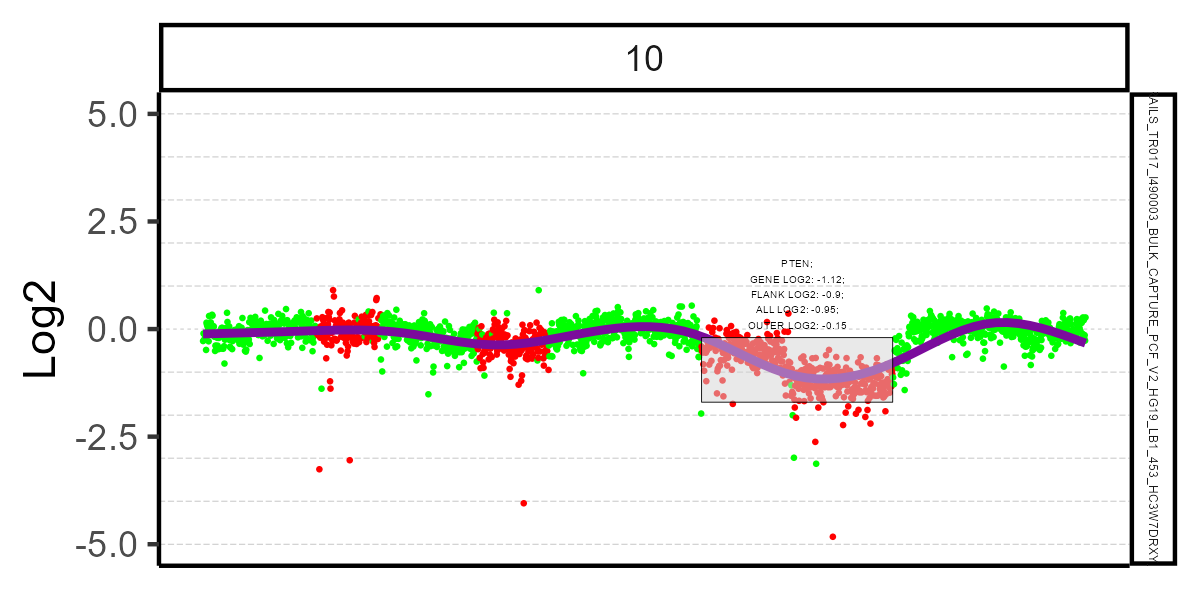 10
5.0
2.5
0.0
-2.5
-5.0
Log2
PTEN;
GENE LOG2: -1.12;
FLANK LOG2: -0.9;
ALL LOG2: -0.95;
OUTER LOG2: -0.15
AILS_TR017_I490003_BULK_CAPTURE_PCF_V2_HG19_LB1_453_HC3W7DRXY